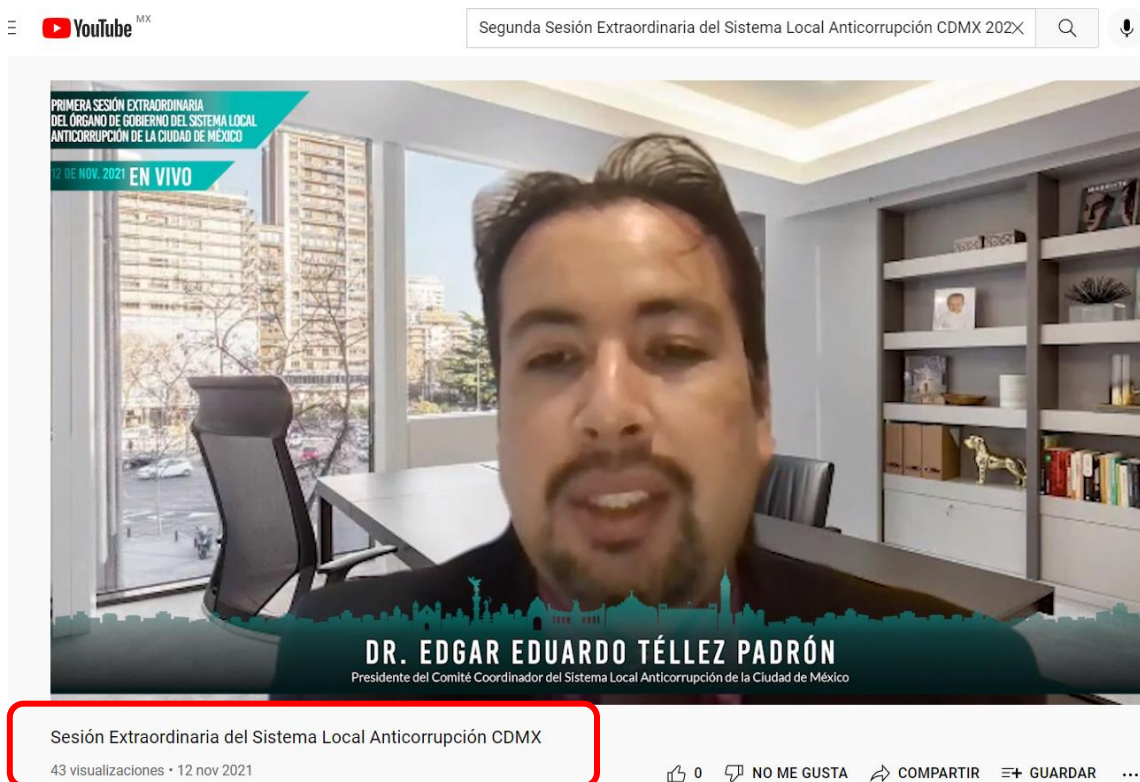 YouTube MX
Segunda Sesión Extraordinaria del Sistema Local Anticorrupción CDMX 202
PRIMERA SESIÓN EXTRAORDINARIA
DEL ÓRGANO DE GOBIERNO DEL SISTEMA LOCAL
ANTICORRUPCIÓN DE LA CIUDAD DE MÉXICO
12 DE NOV. 2021 EN VIVO
DR. EDGAR EDUARDO TÉLLEZ PADRÓN
Presidente del Comité Coordinador del Sistema Local Anticorrupción de la Ciudad de México
Sesión Extraordinaria del Sistema Local Anticorrupción CDMX
43 visualizaciones • 12 nov 2021
0 NO ME GUSTA COMPARTIR GUARDAR ...